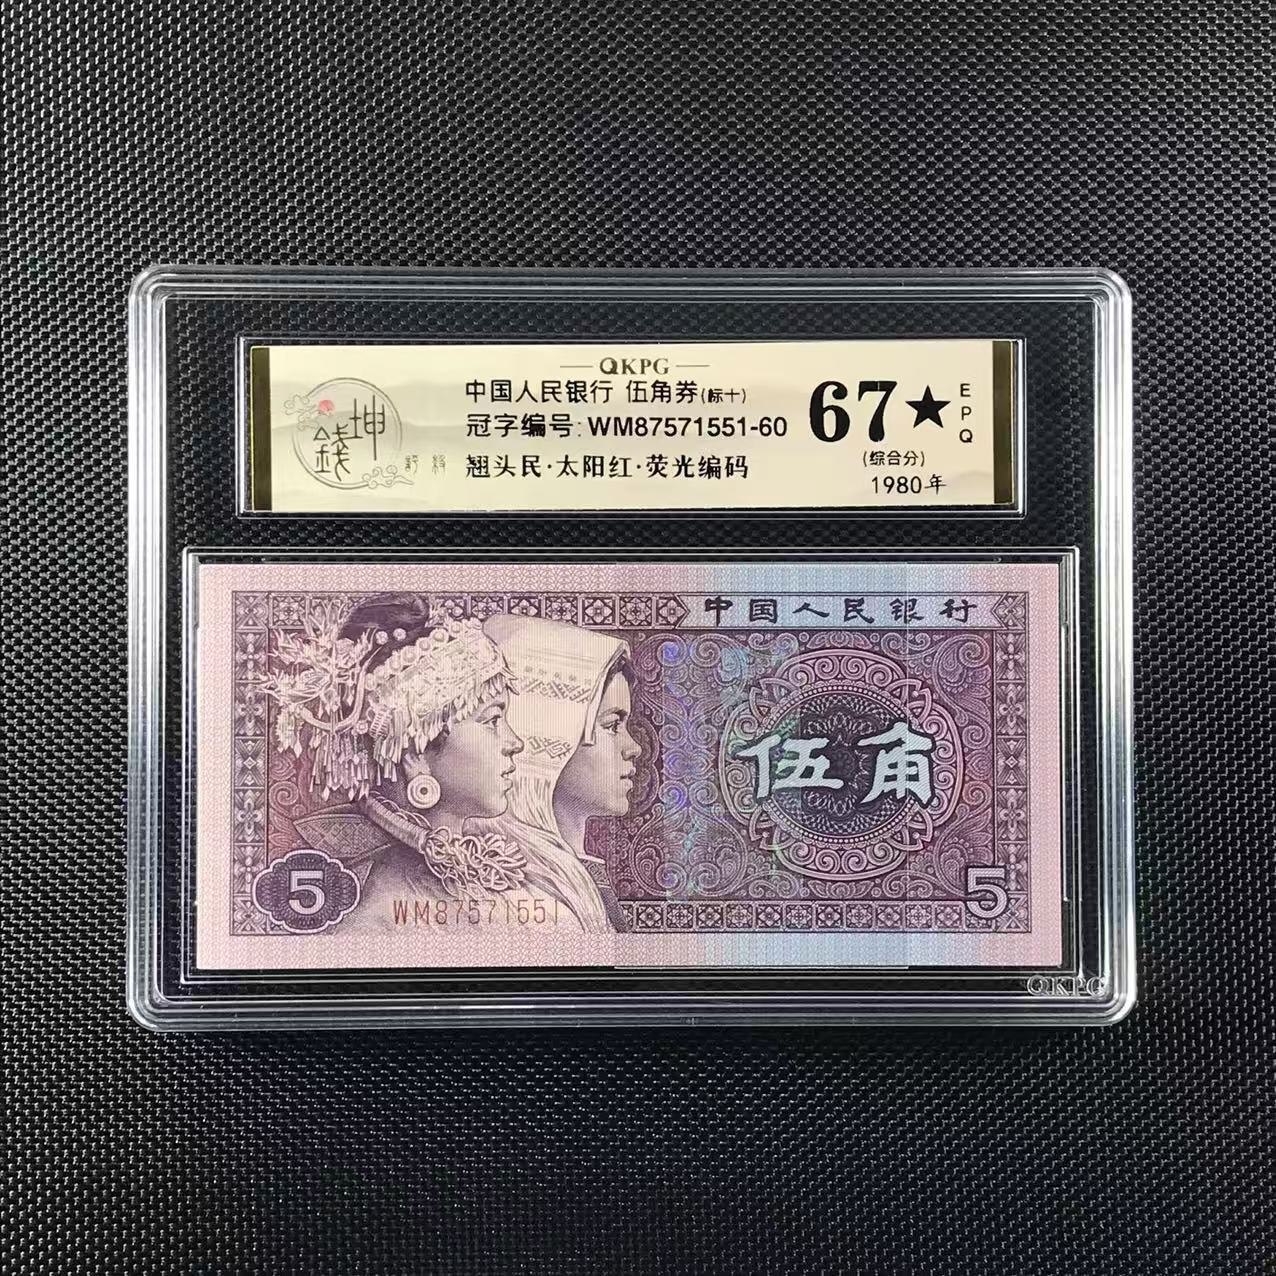 QKPG
中国人民银行 伍角券(标十)
冠字编号: WM87571551-60
翘头民·太阳红·荧光编码
坤
錢
67★
EPQ
(综合分)
1980年
中国人民银行
伍角
5
WM87571551
5
QKPG